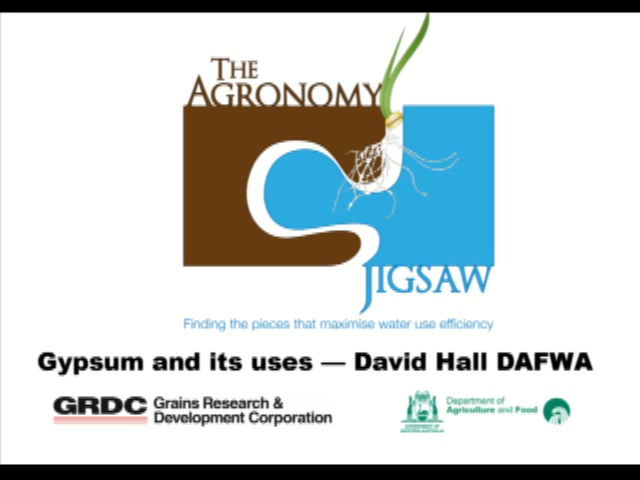 THE
AGRONOMY
JIGSAW
Finding the pieces that maximise water use efficiency
Gypsum and its uses — David Hall DAFWA
GRDC Grains Research &
Development Corporation
Department of
Agriculture and Food